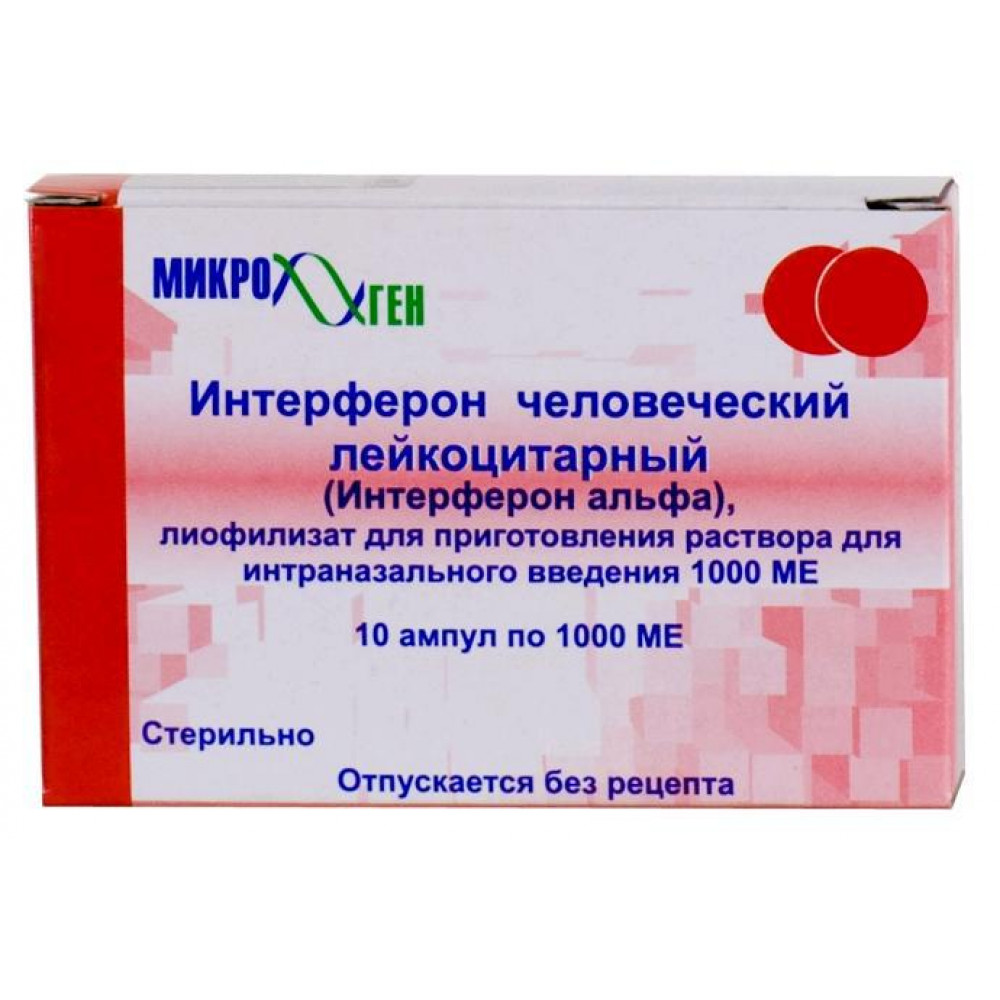 МИКРОГЕН
Интерферон человеческий
лейкоцитарный
(Интерферон альфа),
лиофилизат для приготовления раствора для
интраназального введения 1000 МЕ
10 ампул по 1000 МЕ
Стерильно
Отпускается без рецепта